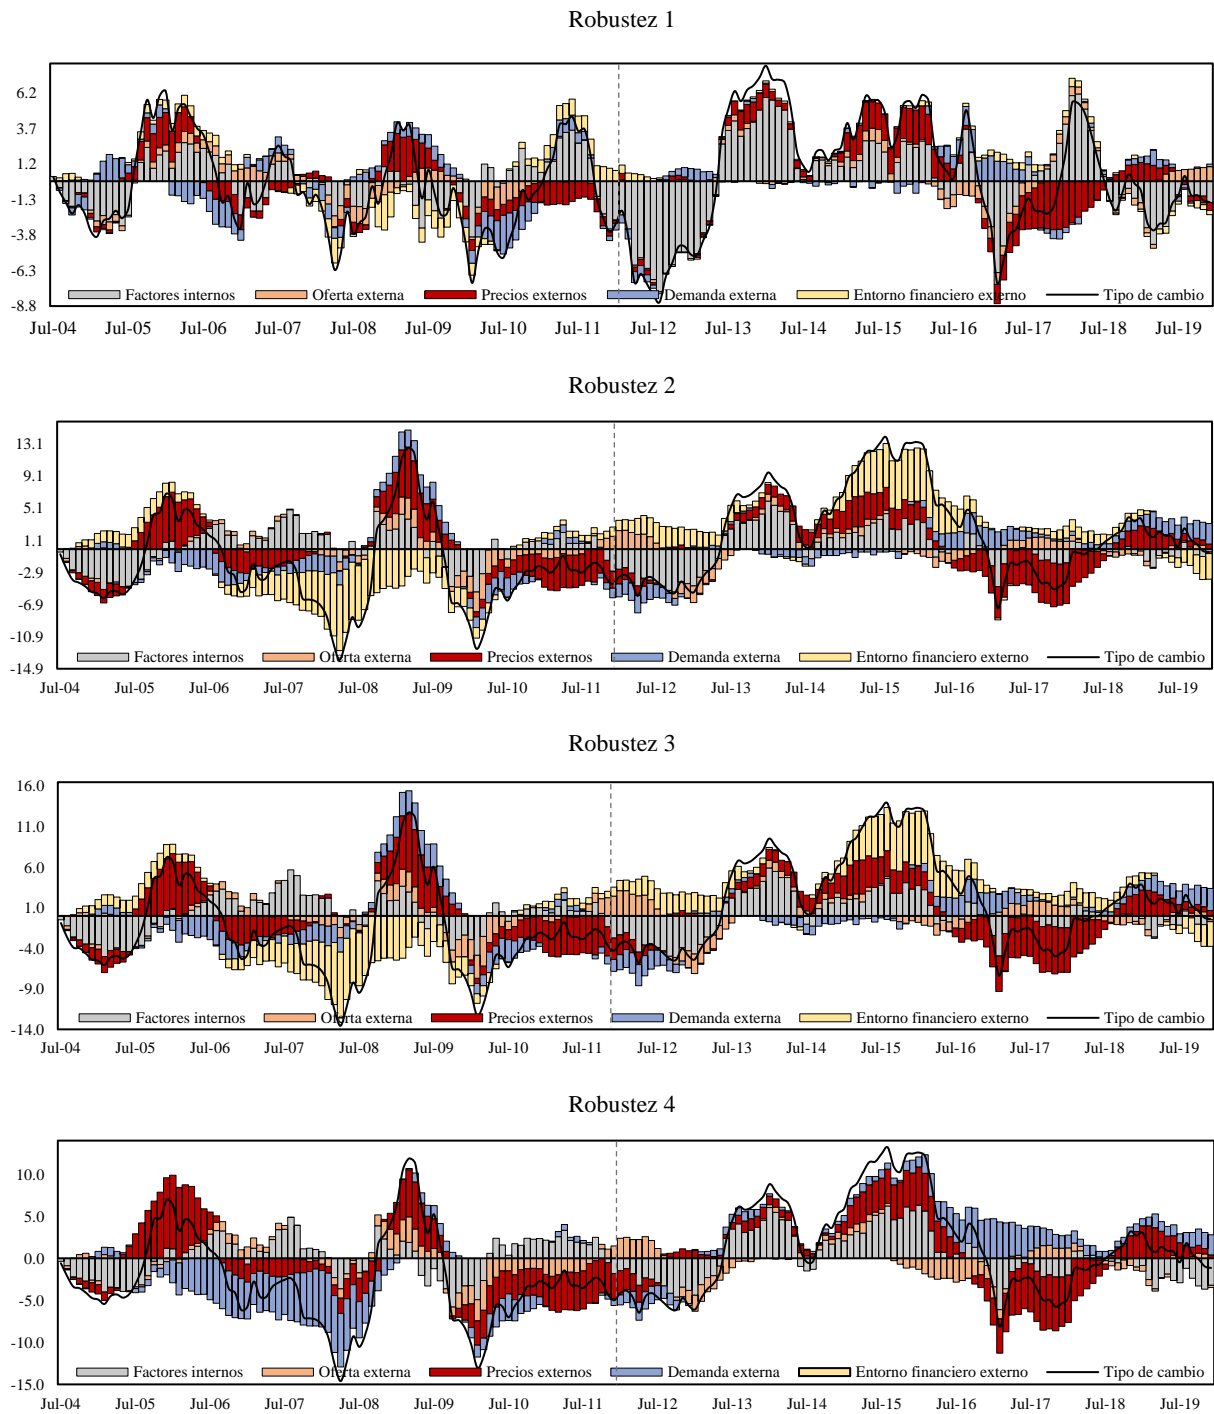 Robustez 1
6.2
3.7
1.2
-1.3
-3.8
-6.3
-8.8
Factores internos Oferta externa Precios externos Demanda externa Entorno financiero externo Tipo de cambio
Jul-04 Jul-05 Jul-06 Jul-07 Jul-08 Jul-09 Jul-10 Jul-11 Jul-12 Jul-13 Jul-14 Jul-15 Jul-16 Jul-17 Jul-18 Jul-19
Robustez 2
13.1
9.1
5.1
1.1
-2.9
-6.9
-10.9
-14.9
Factores internos Oferta externa Precios externos Demanda externa Entorno financiero externo Tipo de cambio
Jul-04 Jul-05 Jul-06 Jul-07 Jul-08 Jul-09 Jul-10 Jul-11 Jul-12 Jul-13 Jul-14 Jul-15 Jul-16 Jul-17 Jul-18 Jul-19
Robustez 3
16.0
11.0
6.0
1.0
-4.0
-9.0
-14.0
Factores internos Oferta externa Precios externos Demanda externa Entorno financiero externo Tipo de cambio
Jul-04 Jul-05 Jul-06 Jul-07 Jul-08 Jul-09 Jul-10 Jul-11 Jul-12 Jul-13 Jul-14 Jul-15 Jul-16 Jul-17 Jul-18 Jul-19
Robustez 4
10.0
5.0
0.0
-5.0
-10.0
-15.0
Factores internos Oferta externa Precios externos Demanda externa Entorno financiero externo Tipo de cambio
Jul-04 Jul-05 Jul-06 Jul-07 Jul-08 Jul-09 Jul-10 Jul-11 Jul-12 Jul-13 Jul-14 Jul-15 Jul-16 Jul-17 Jul-18 Jul-19